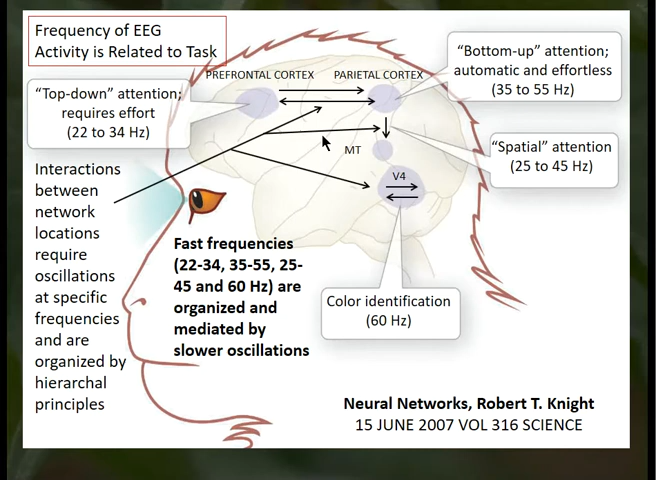 Frequency of EEG
Activity is Related to Task
PREFRONTAL CORTEX
PARIETAL CORTEX
"Bottom-up" attention;
automatic and effortless
(35 to 55 Hz)
"Top-down" attention;
requires effort
(22 to 34 Hz)
MT
"Spatial" attention
(25 to 45 Hz)
V4
Interactions
between
network
locations
require
oscillations
at specific
frequencies
and are
organized by
hierarchal
principles
Fast frequencies
(22-34, 35-55, 25-
45 and 60 Hz) are
organized and
mediated by
slower oscillations
Color identification
(60 Hz)
Neural Networks, Robert T. Knight
15 JUNE 2007 VOL 316 SCIENCE